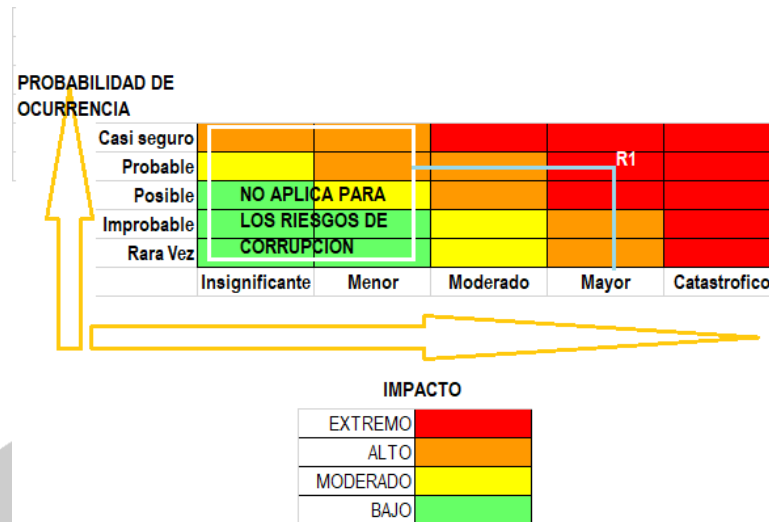 PROBABILIDAD DE
OCURRENCIA
Casi seguro
Probable
R1
Posible
NO APLICA PARA
Improbable
LOS RIESGOS DE
Rara Vez
CORRUPCION
Insignificante Menor Moderado Mayor Catastrofico
IMPACTO
EXTREMO
ALTO
MODERADO
BAJO